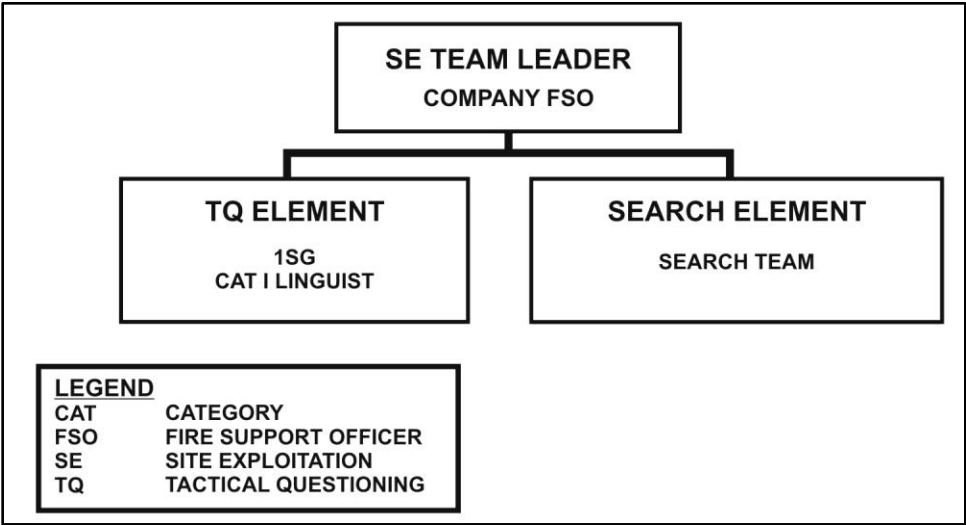 SE TEAM LEADER
COMPANY FSO
TQ ELEMENT
1SG
CAT I LINGUIST
SEARCH ELEMENT
SEARCH TEAM
LEGEND
CAT CATEGORY
FSO FIRE SUPPORT OFFICER
SE SITE EXPLOITATION
TQ TACTICAL QUESTIONING